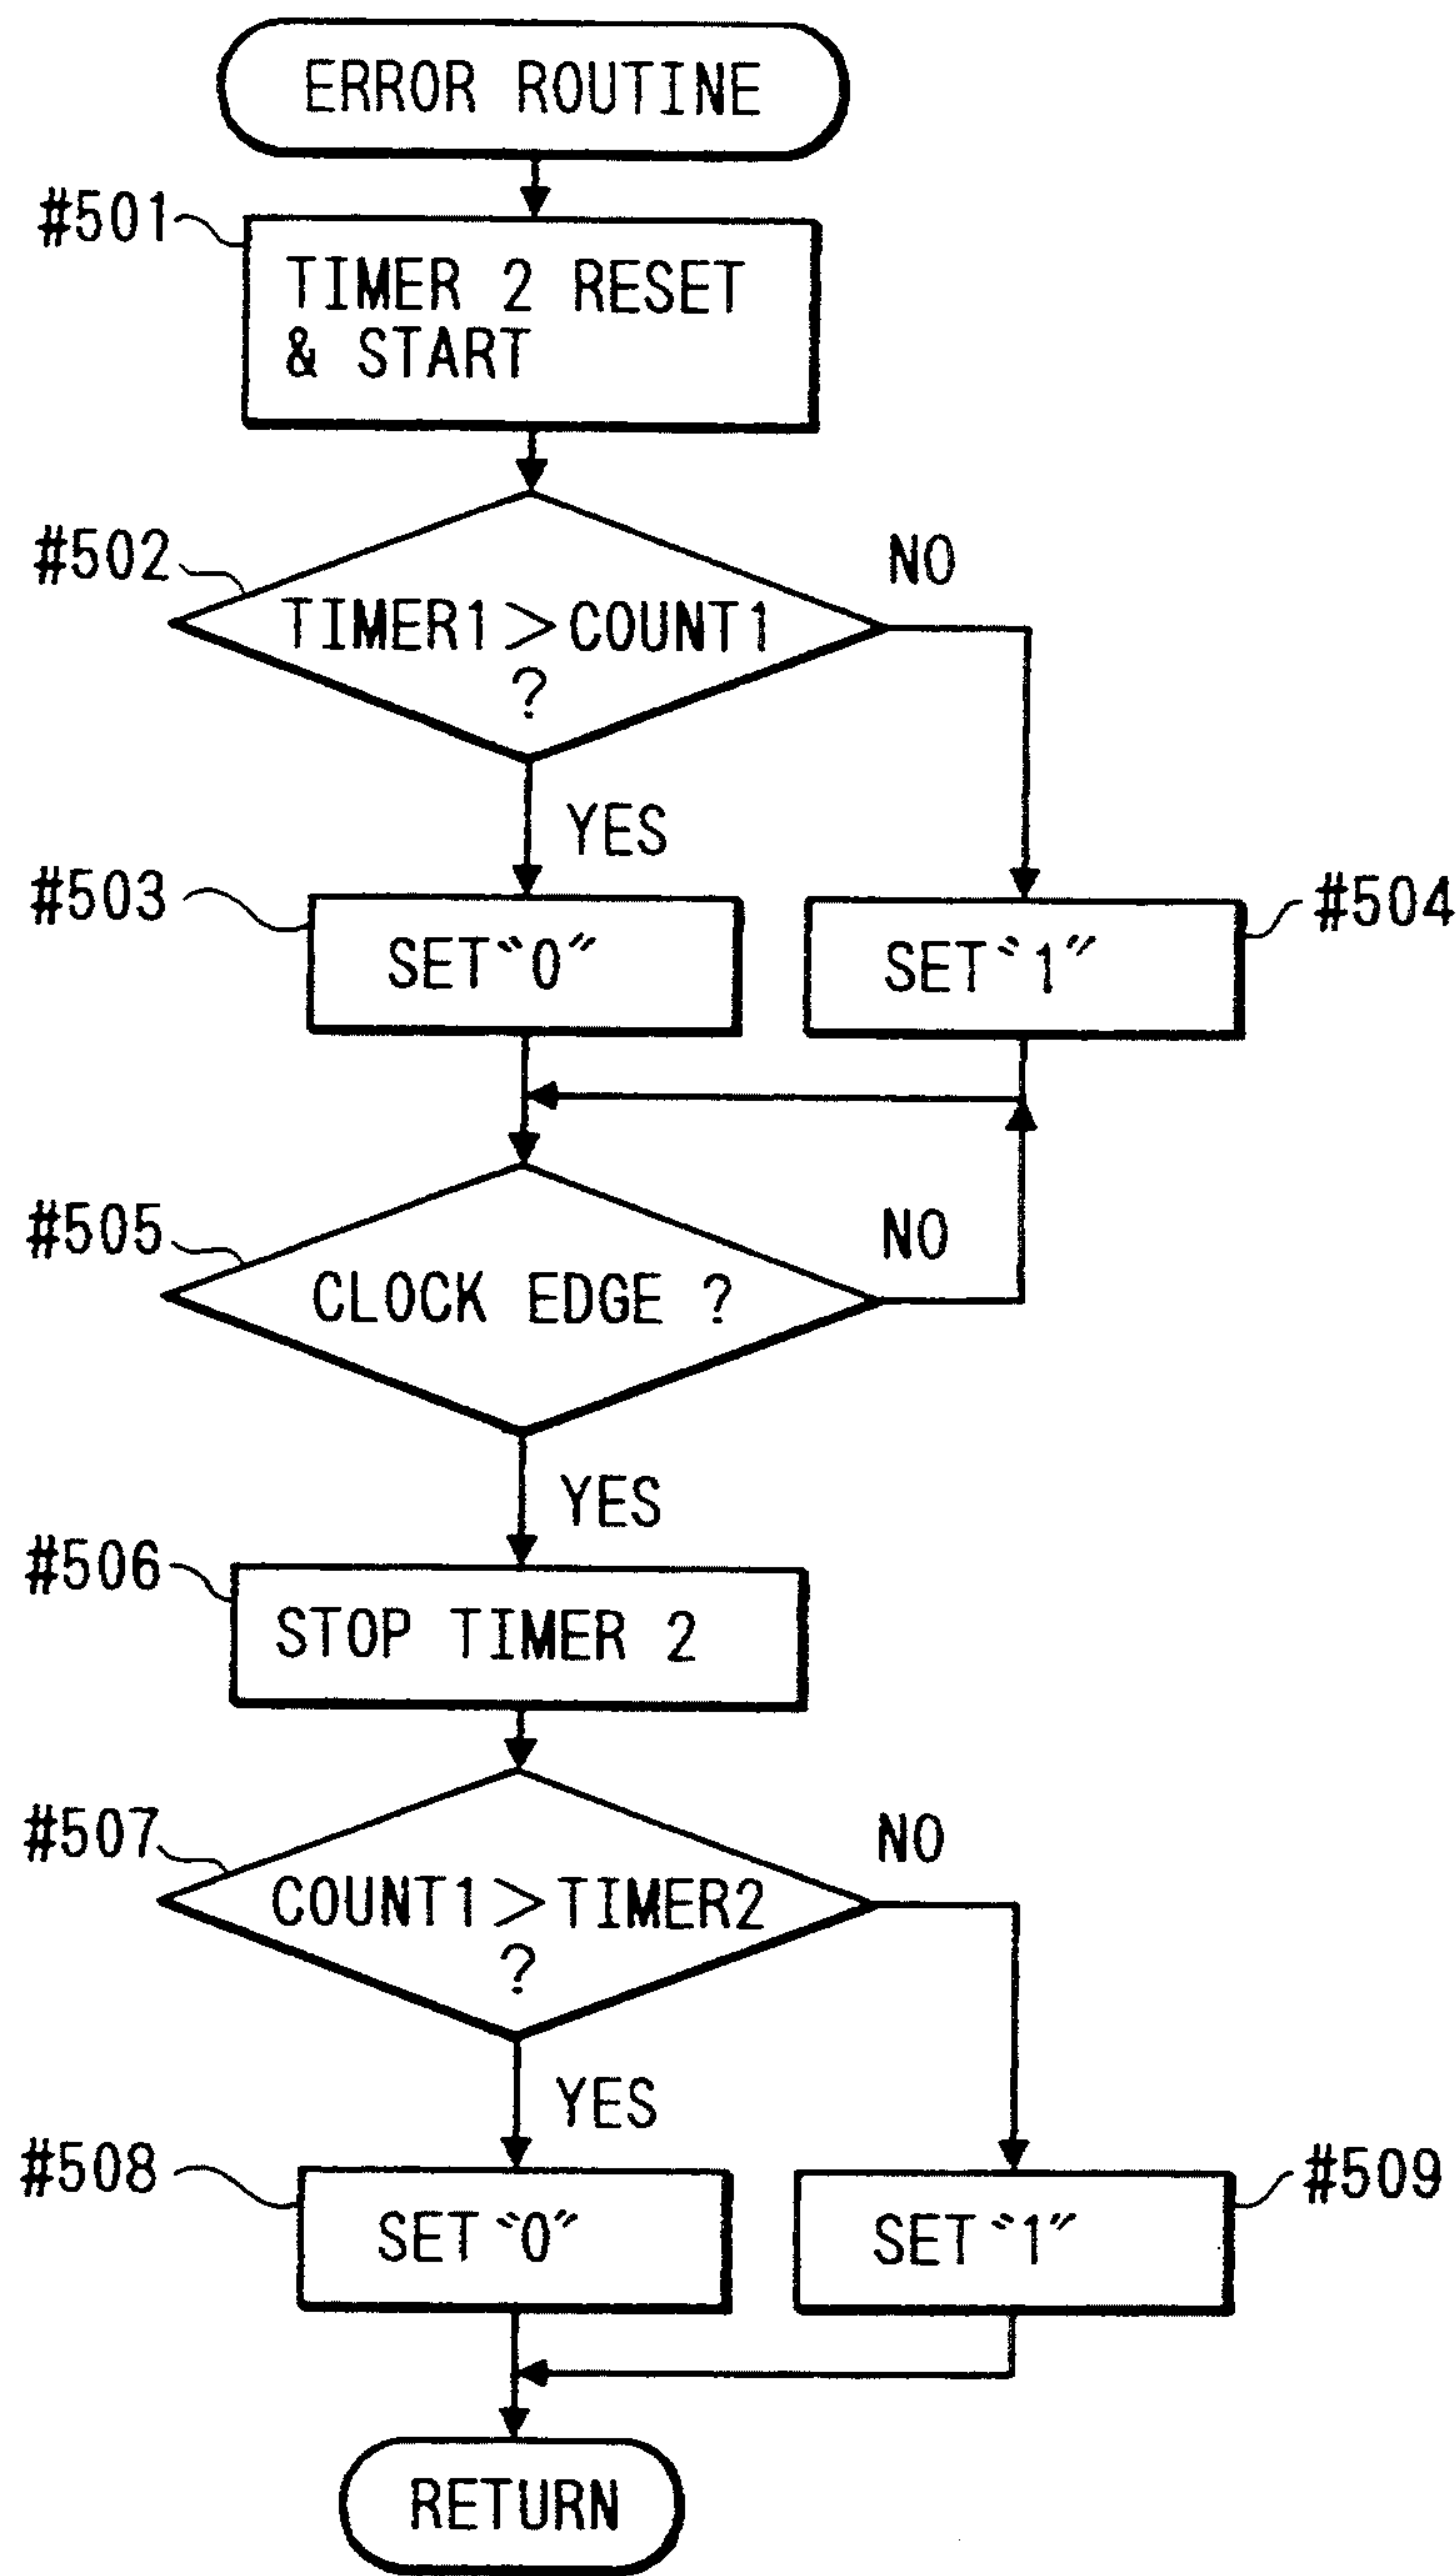 ERROR ROUTINE
#501
TIMER 2 RESET
& START
#502
TIMER1>COUNT1
?
NO
YES
#503
SET“0”
SET“1”
#504
#505
CLOCK EDGE ?
NO
YES
#506
STOP TIMER 2
#507
COUNT1>TIMER2
?
NO
YES
#508
SET“0”
SET“1”
#509
RETURN